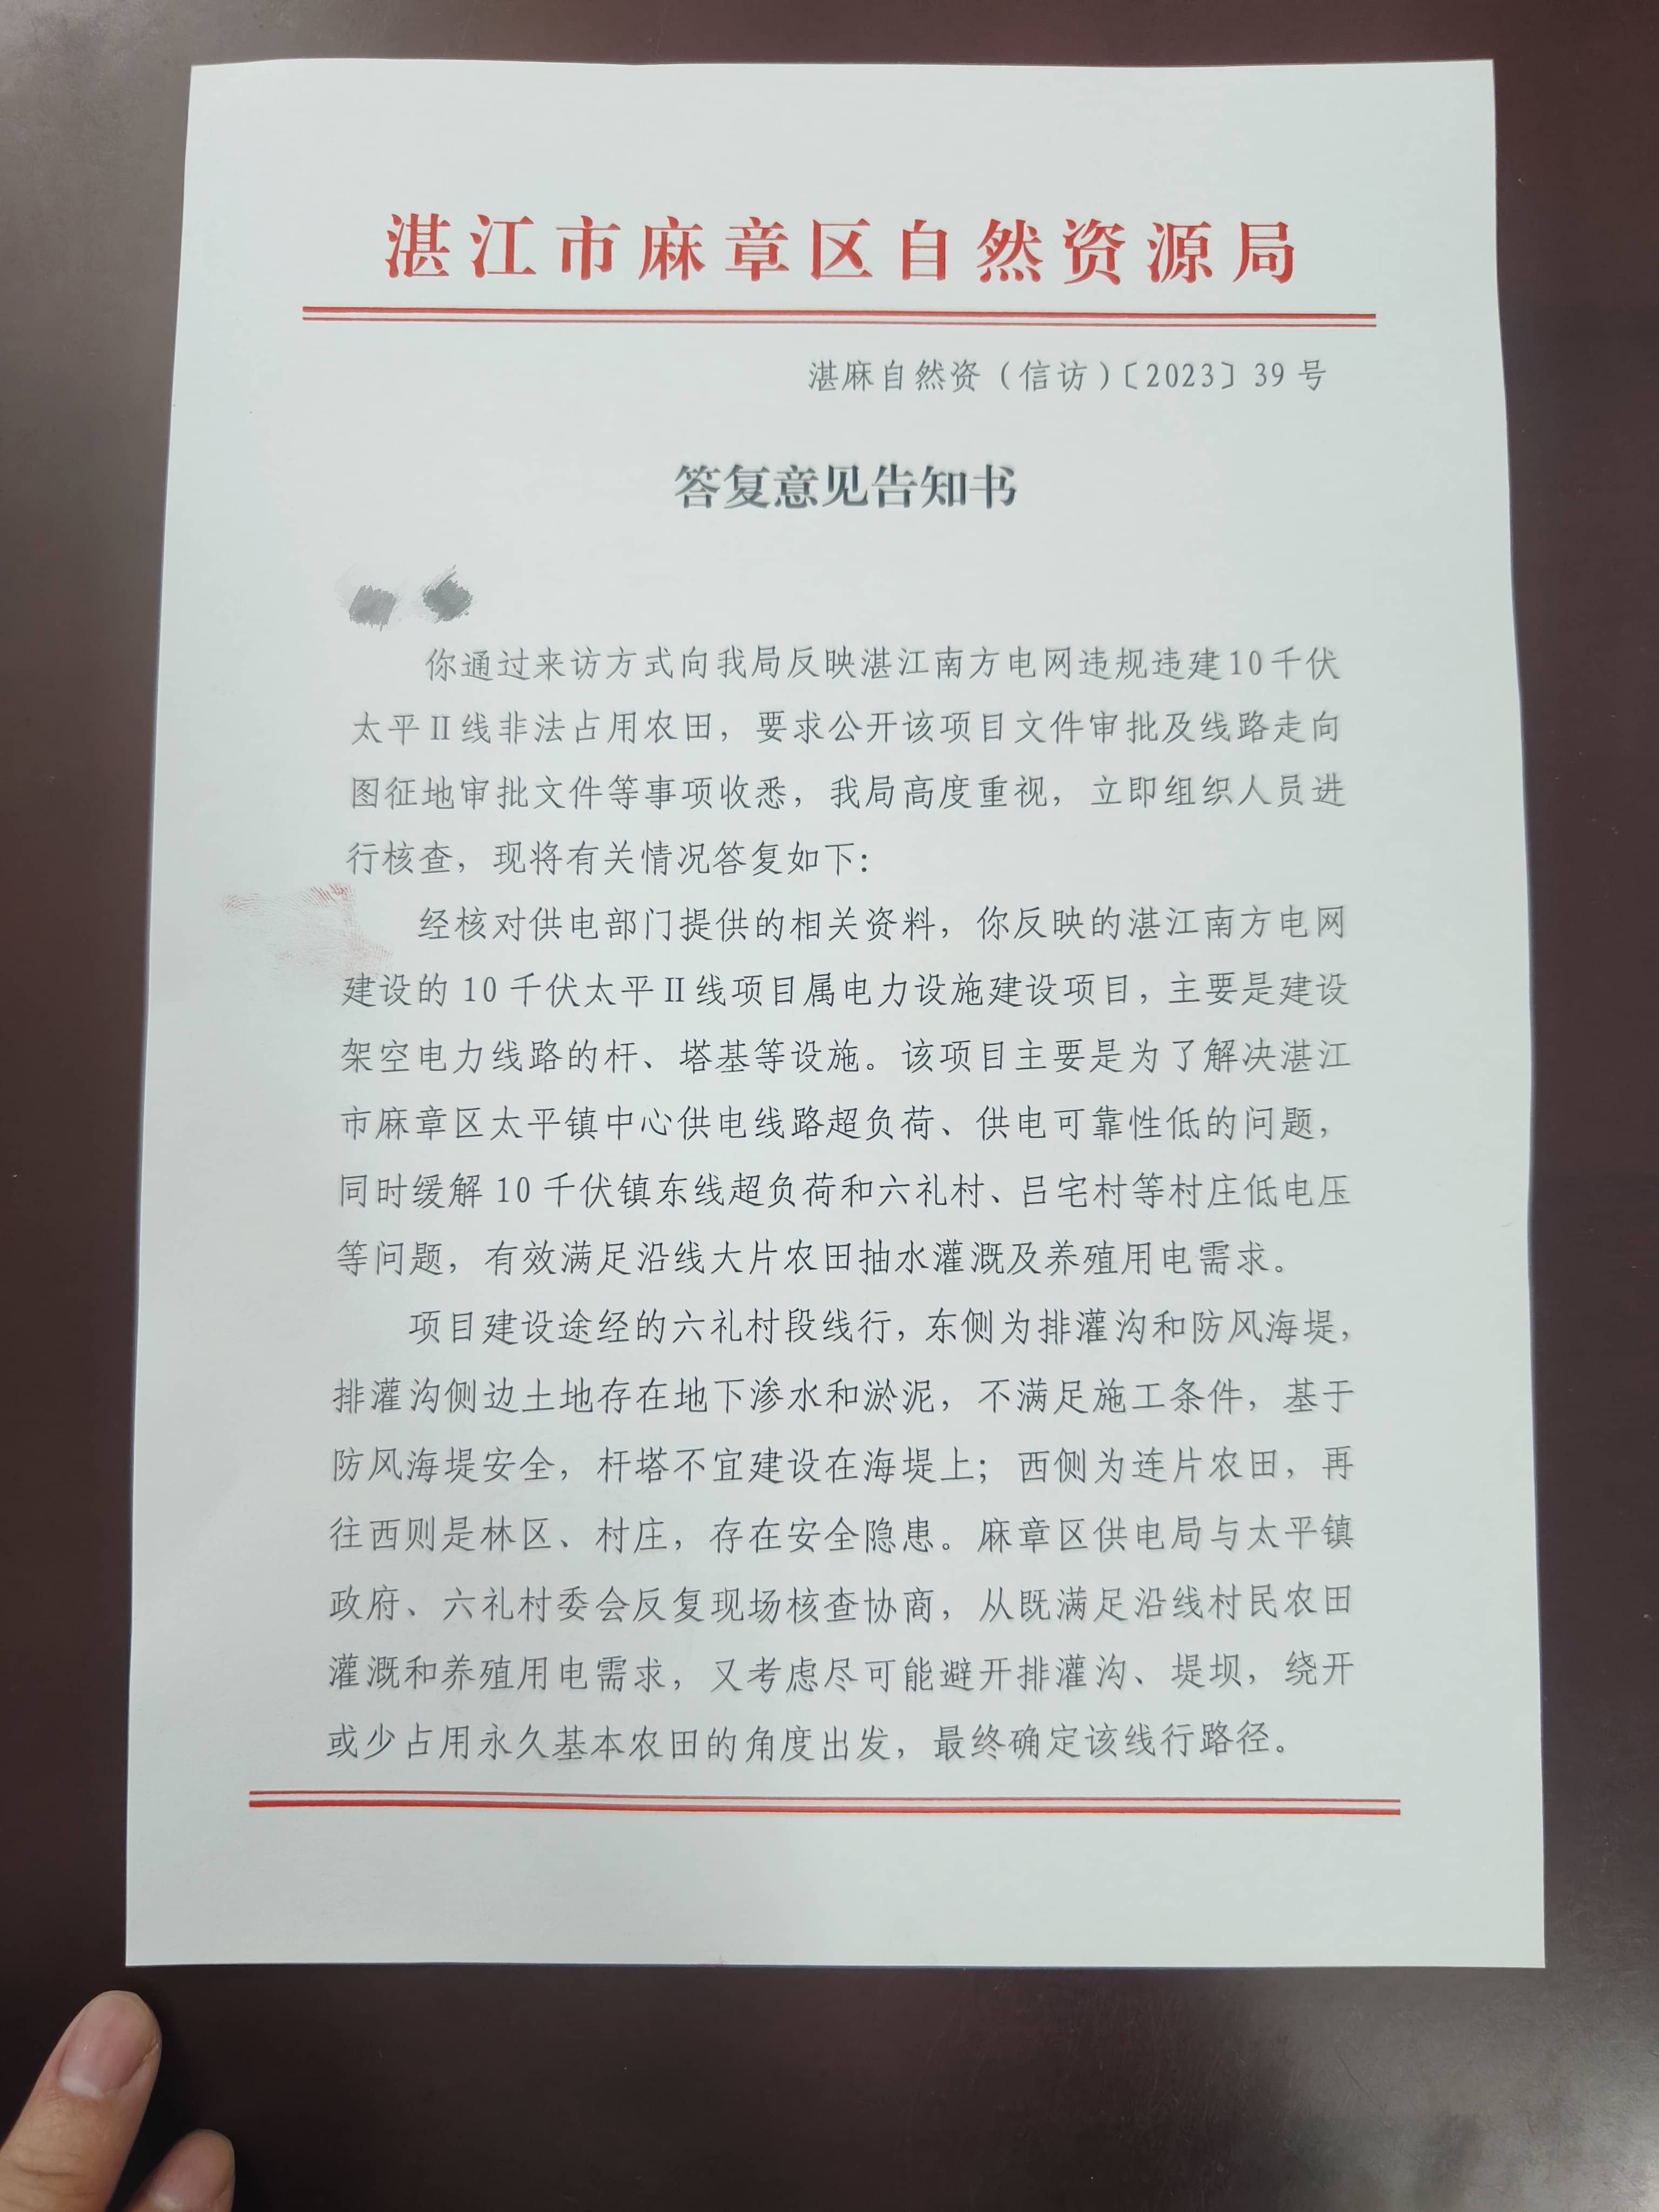 湛江市麻章区自然资源局
湛麻自然资（信访）〔2023〕39 号
答复意见告知书
你通过来访方式向我局反映湛江南方电网违规违建10千伏
太平Ⅱ线非法占用农田，要求公开该项目文件审批及线路走向
图征地审批文件等事项收悉，我局高度重视，立即组织人员进
行核查，现将有关情况答复如下：
经核对供电部门提供的相关资料，你反映的湛江南方电网
建设的 10 千伏太平Ⅱ线项目属电力设施建设项目，主要是建设
架空电力线路的杆、塔基等设施。该项目主要是为了解决湛江
市麻章区太平镇中心供电线路超负荷、供电可靠性低的问题，
同时缓解 10 千伏镇东线超负荷和六礼村、吕宅村等村庄低电压
等问题，有效满足沿线大片农田抽水灌溉及养殖用电需求。
项目建设途经的六礼村段线行，东侧为排灌沟和防风海堤，
排灌沟侧边土地存在地下渗水和淤泥，不满足施工条件，基于
防风海堤安全，杆塔不宜建设在海堤上；西侧为连片农田，再
往西则是林区、村庄，存在安全隐患。麻章区供电局与太平镇
政府、六礼村委会反复现场核查协商，从既满足沿线村民农田
灌溉和养殖用电需求，又考虑尽可能避开排灌沟、堤坝，绕开
或少占用永久基本农田的角度出发，最终确定该线行路径。